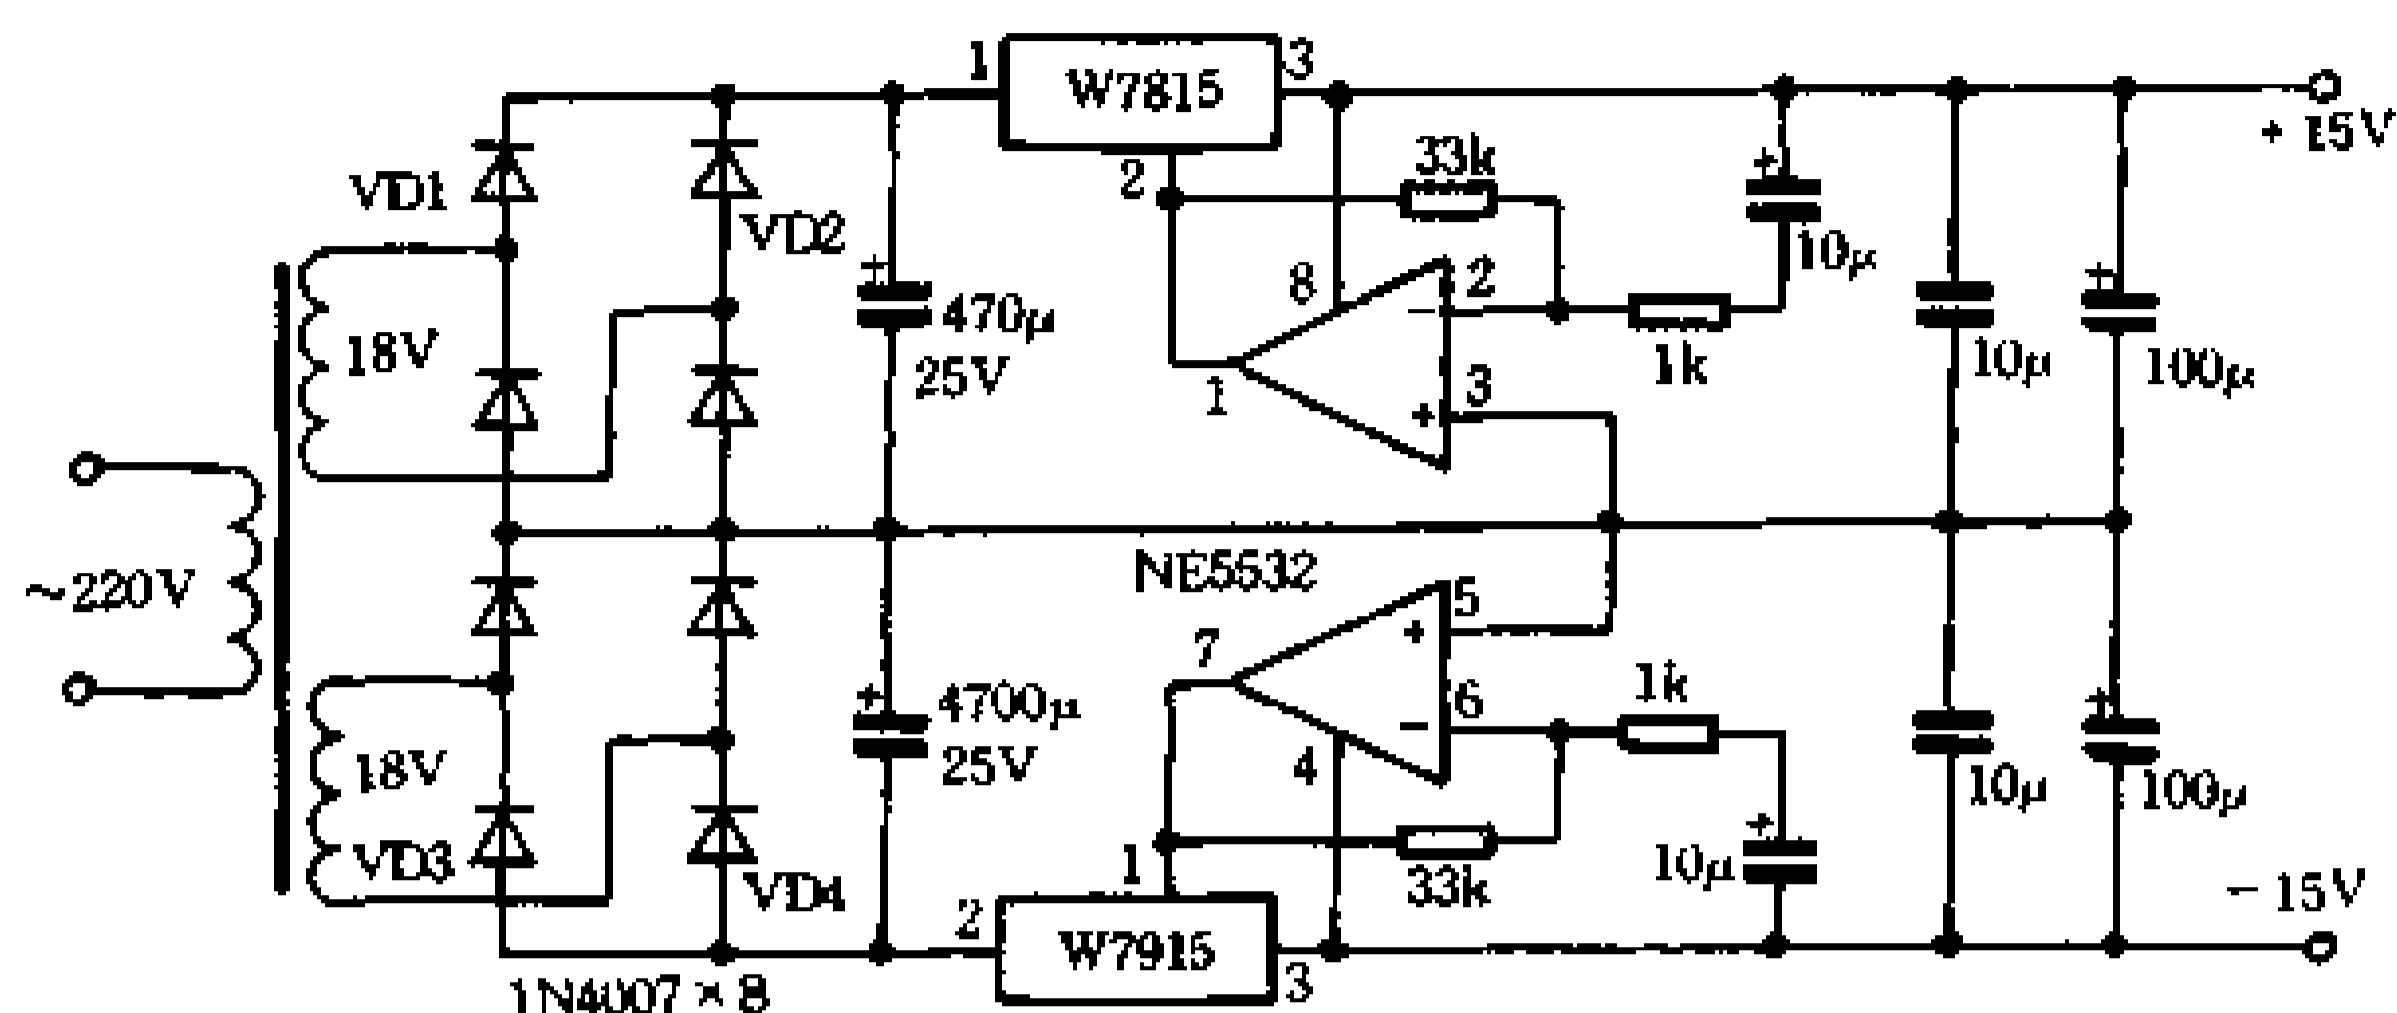 1
W7815
3
+ 15V
VD1
2
33k
+
10μ
VD2
8
2
−
1k
+
470μ
25V
10μ
+
100μ
18V
1
3
+
~220V
NE5532
5
+
7
6
−
1k
4
+
4700μ
25V
10μ
+
100μ
18V
VD3
VD4
1
33k
+
10μ
− 15V
2
W7915
3
1N4007×8